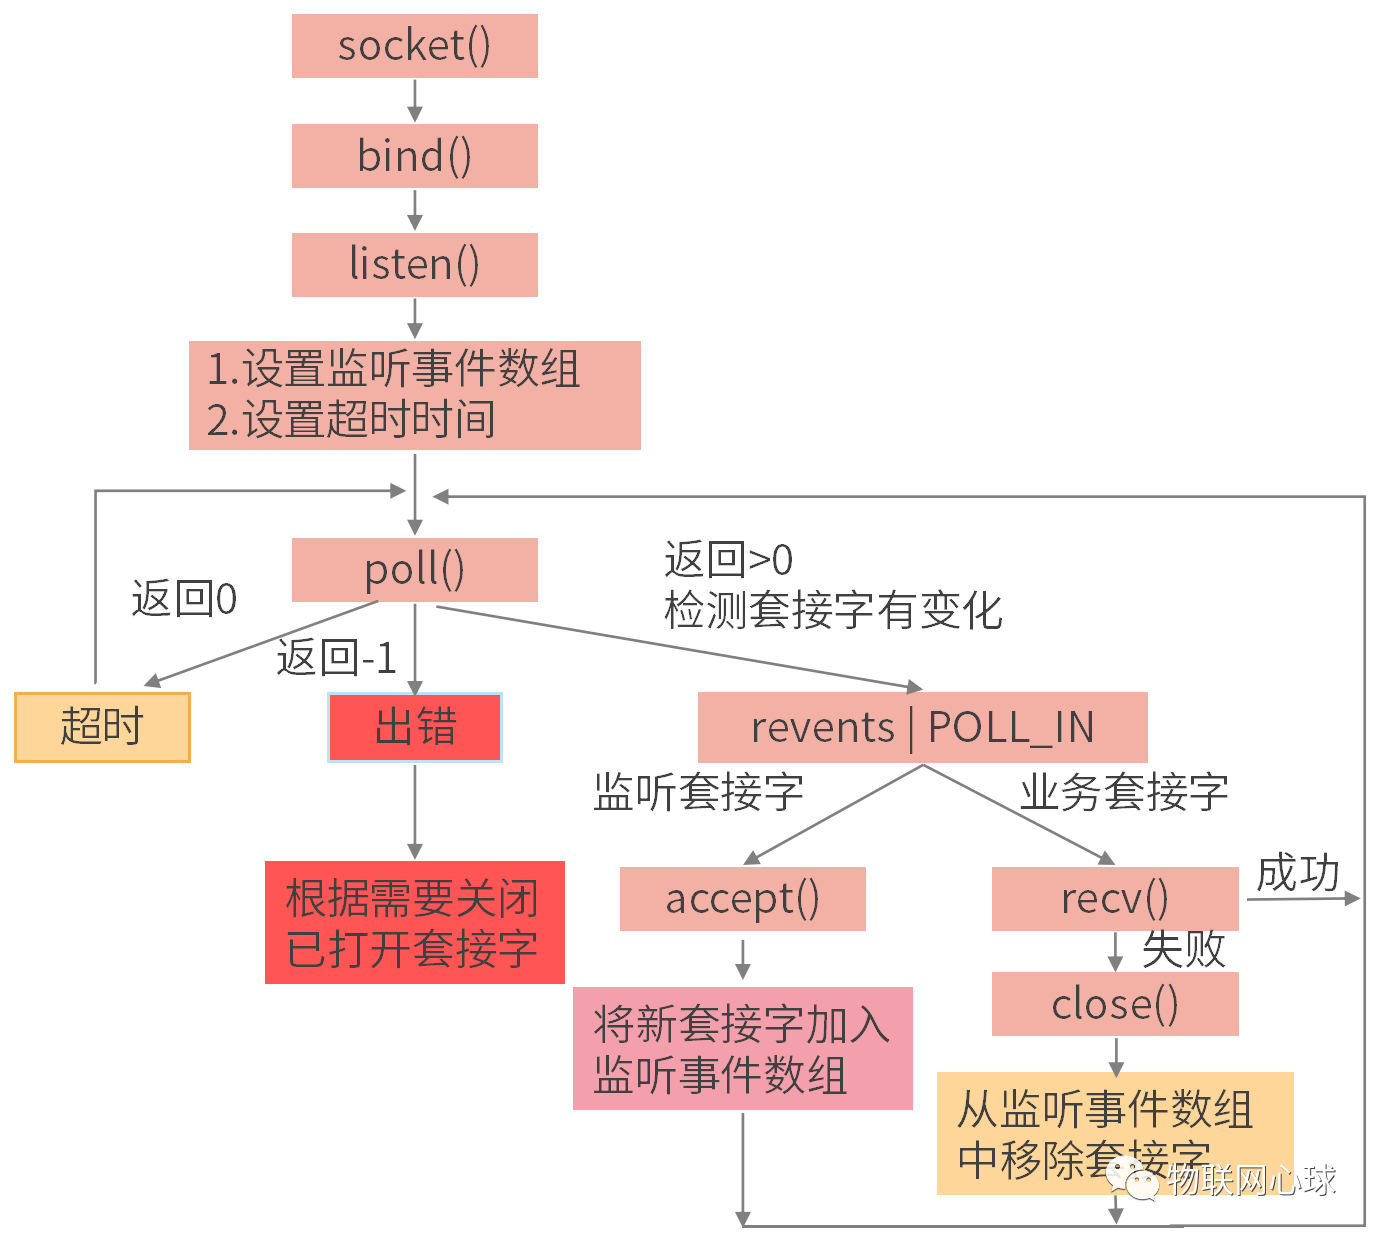 socket()
bind()
listen()
1.设置监听事件数组
2.设置超时时间
poll()
返回>0
检测套接字有变化
返回0
返回-1
超时
出错
revents | POLL_IN
监听套接字
业务套接字
根据需要关闭
已打开套接字
accept()
recv()
成功
失败
close()
将新套接字加入
监听事件数组
从监听事件数组
中移除套接字
物联网心球